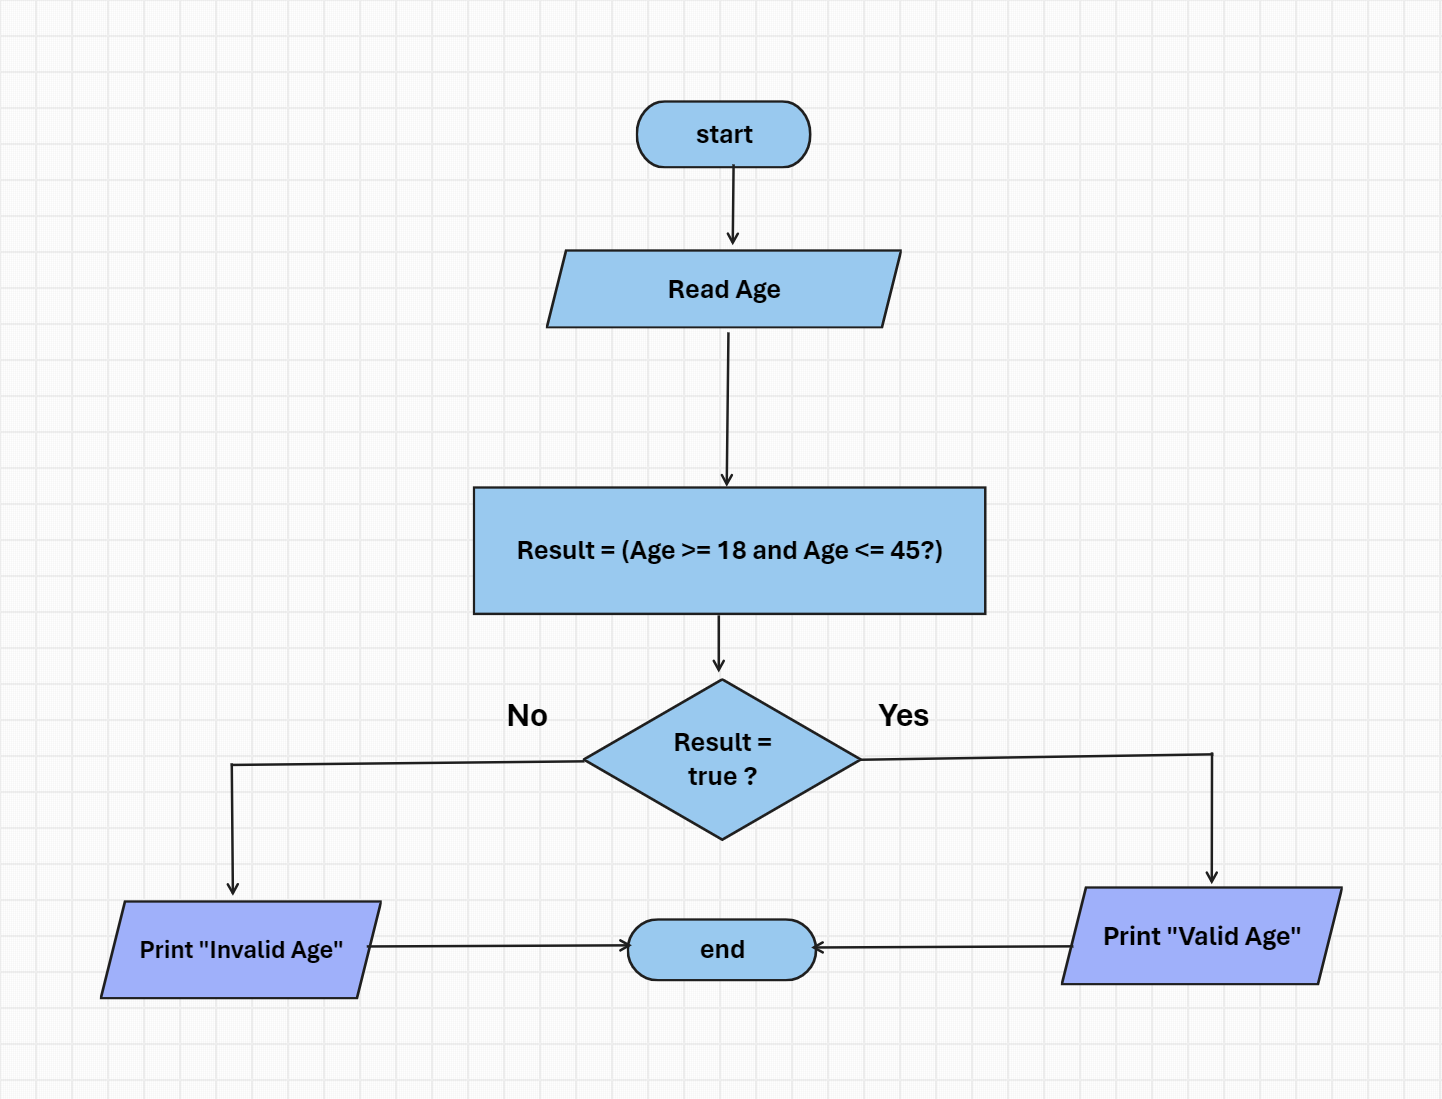 start
Read Age
Result = (Age >= 18 and Age <= 45?)
No
Yes
Result =
true ?
Print "Invalid Age"
end
Print "Valid Age"